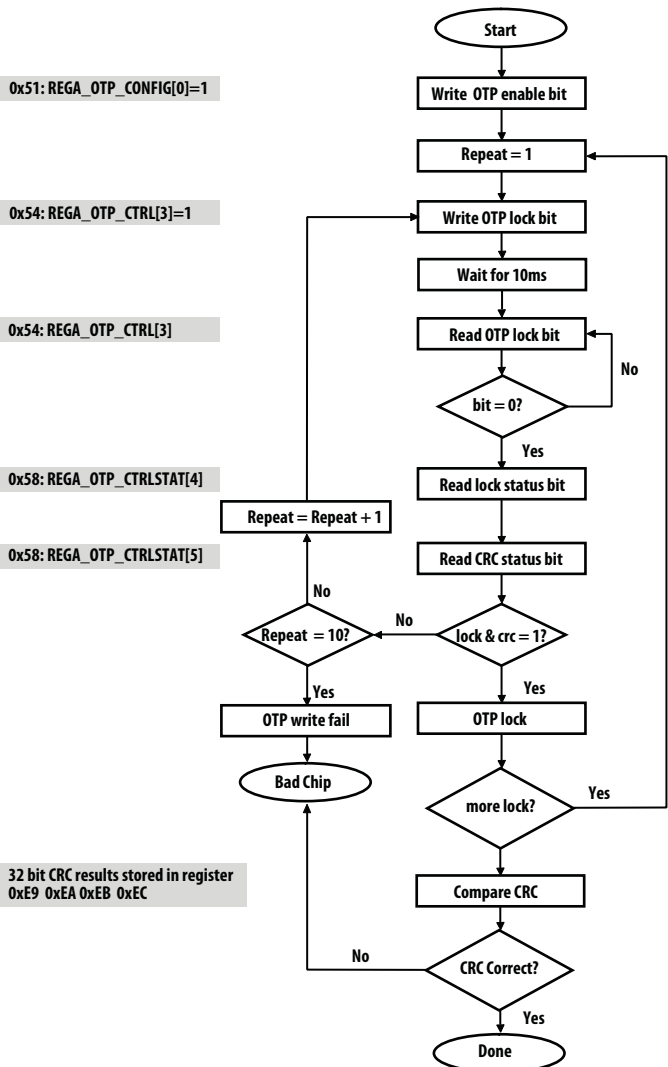 Start
0x51: REGA_OTP_CONFIG[0]=1
Write OTP enable bit
Repeat = 1
0x54: REGA_OTP_CTRL[3]=1
Write OTP lock bit
Wait for 10ms
0x54: REGA_OTP_CTRL[3]
Read OTP lock bit
No
bit = 0?
Yes
0x58: REGA_OTP_CTRLSTAT[4]
Read lock status bit
Repeat = Repeat + 1
0x58: REGA_OTP_CTRLSTAT[5]
Read CRC status bit
No
Repeat = 10?
No
lock & crc = 1?
Yes
Yes
OTP write fail
OTP lock
Bad Chip
more lock?
Yes
32 bit CRC results stored in register
0xE9 0xEA 0xEB 0xEC
Compare CRC
No
CRC Correct?
Yes
Done